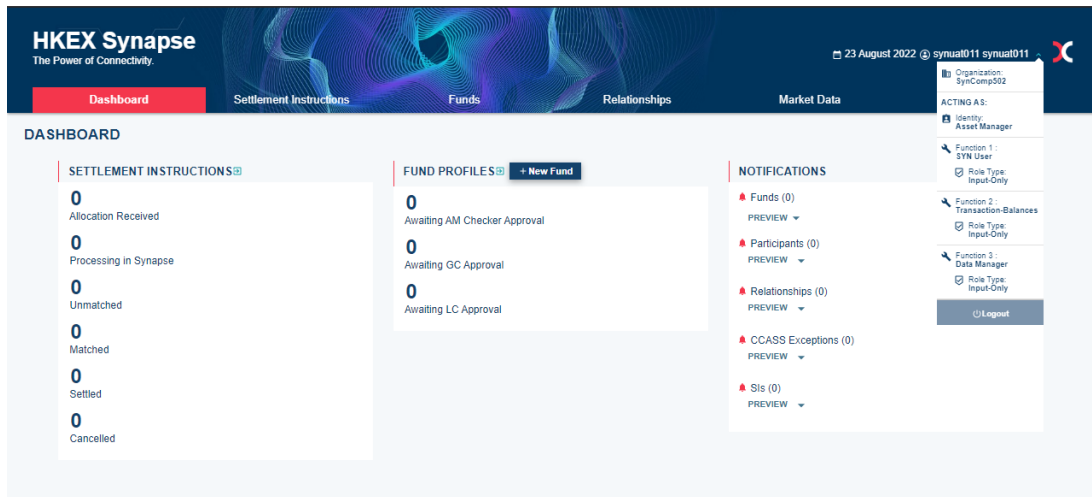 HKEX Synapse
The Power of Connectivity.
23 August 2022 synuat011 synuat011
Dashboard
Settlement Instructions
Funds
Relationships
Market Data
Organization:
SynComp502
ACTING AS:
Identity:
Asset Manager
Function 1 :
SYN User
Role Type:
Input-Only
Function 2 :
Transaction-Balances
Role Type:
Input-Only
Function 3 :
Data Manager
Role Type:
Input-Only
Logout
DASHBOARD
SETTLEMENT INSTRUCTIONS
0
Allocation Received
0
Processing in Synapse
0
Unmatched
0
Matched
0
Settled
0
Cancelled
FUND PROFILES
+ New Fund
0
Awaiting AM Checker Approval
0
Awaiting GC Approval
0
Awaiting LC Approval
NOTIFICATIONS
Funds (0)
PREVIEW
Participants (0)
PREVIEW
Relationships (0)
PREVIEW
CCASS Exceptions (0)
PREVIEW
SIs (0)
PREVIEW